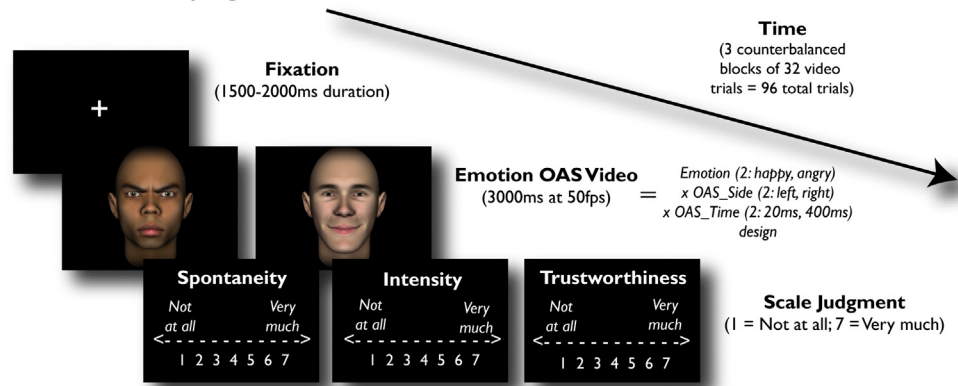 Time
(3 counterbalanced
blocks of 32 video
trials = 96 total trials)
Fixation
(1500-2000ms duration)
+
Emotion OAS Video
(3000ms at 50fps)
=
Emotion (2: happy, angry)
x OAS_Side (2: left, right)
x OAS_Time (2: 20ms, 400ms)
design
Spontaneity
Not at all
Very much
<- - - - - - - - - - ->
1 2 3 4 5 6 7
Intensity
Not at all
Very much
<- - - - - - - - - - ->
1 2 3 4 5 6 7
Trustworthiness
Not at all
Very much
<- - - - - - - - - - ->
1 2 3 4 5 6 7
Scale Judgment
(1 = Not at all; 7 = Very much)